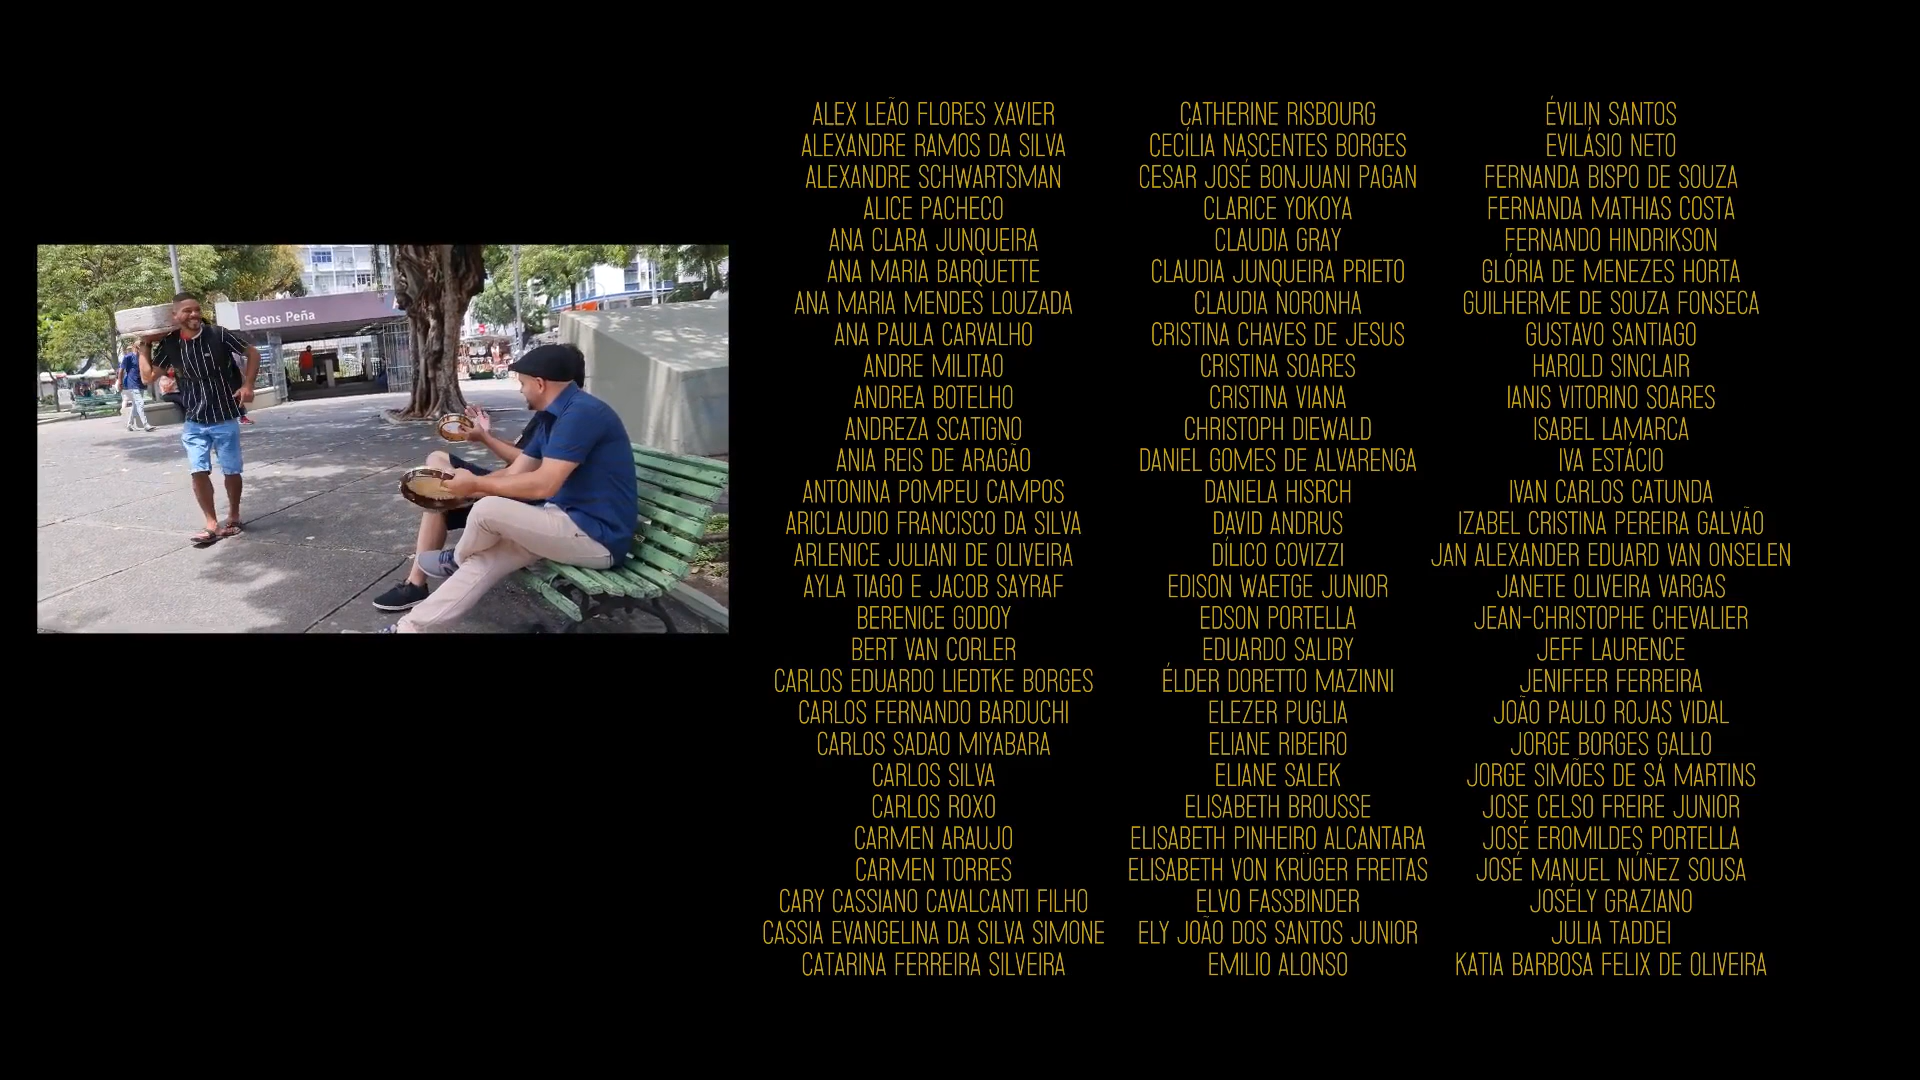 Saens Peña
ALEX LEÃO FLORES XAVIER
ALEXANDRE RAMOS DA SILVA
ALEXANDRE SCHWARTSMAN
ALICE PACHECO
ANA CLARA JUNQUEIRA
ANA MARIA BARQUETTE
ANA MARIA MENDES LOUZADA
ANA PAULA CARVALHO
ANDRE MILITAO
ANDREA BOTELHO
ANDREZA SCATIGNO
ANIA REIS DE ARAGÃO
ANTONINA POMPEU CAMPOS
ARICLAUDIO FRANCISCO DA SILVA
ARLENICE JULIANI DE OLIVEIRA
AYLA TIAGO E JACOB SAYRAF
BERENICE GODOY
BERT VAN CORLER
CARLOS EDUARDO LIEDTKE BORGES
CARLOS FERNANDO BARDUCHI
CARLOS SADAO MIYABARA
CARLOS SILVA
CARLOS ROXO
CARMEN ARAUJO
CARMEN TORRES
CARY CASSIANO CAVALCANTI FILHO
CASSIA EVANGELINA DA SILVA SIMONE
CATARINA FERREIRA SILVEIRA
CATHERINE RISBOURG
CECÍLIA NASCENTES BORGES
CESAR JOSÉ BONJUANI PAGAN
CLARICE YOKOYA
CLAUDIA GRAY
CLAUDIA JUNQUEIRA PRIETO
CLAUDIA NORONHA
CRISTINA CHAVES DE JESUS
CRISTINA SOARES
CRISTINA VIANA
CHRISTOPH DIEWALD
DANIEL GOMES DE ALVARENGA
DANIELA HISRCH
DAVID ANDRUS
DÍLICO COVIZZI
EDISON WAETGE JUNIOR
EDSON PORTELLA
EDUARDO SALIBY
ÉLDER DORETTO MAZINNI
ELEZER PUGLIA
ELIANE RIBEIRO
ELIANE SALEK
ELISABETH BROUSSE
ELISABETH PINHEIRO ALCANTARA
ELISABETH VON KRÜGER FREITAS
ELVO FASSBINDER
ELY JOÃO DOS SANTOS JUNIOR
EMILIO ALONSO
ÉVILIN SANTOS
EVILÁSIO NETO
FERNANDA BISPO DE SOUZA
FERNANDA MATHIAS COSTA
FERNANDO HINDRIKSON
GLÓRIA DE MENEZES HORTA
GUILHERME DE SOUZA FONSECA
GUSTAVO SANTIAGO
HAROLD SINCLAIR
IANIS VITORINO SOARES
ISABEL LAMARCA
IVA ESTÁCIO
IVAN CARLOS CATUNDA
IZABEL CRISTINA PEREIRA GALVÃO
JAN ALEXANDER EDUARD VAN ONSELEN
JANETE OLIVEIRA VARGAS
JEAN-CHRISTOPHE CHEVALIER
JEFF LAURENCE
JENIFFER FERREIRA
JOÃO PAULO ROJAS VIDAL
JORGE BORGES GALLO
JORGE SIMÕES DE SÁ MARTINS
JOSE CELSO FREIRE JUNIOR
JOSÉ EROMILDES PORTELLA
JOSÉ MANUEL NÚÑEZ SOUSA
JOSÉLY GRAZIANO
JULIA TADDEI
KATIA BARBOSA FELIX DE OLIVEIRA